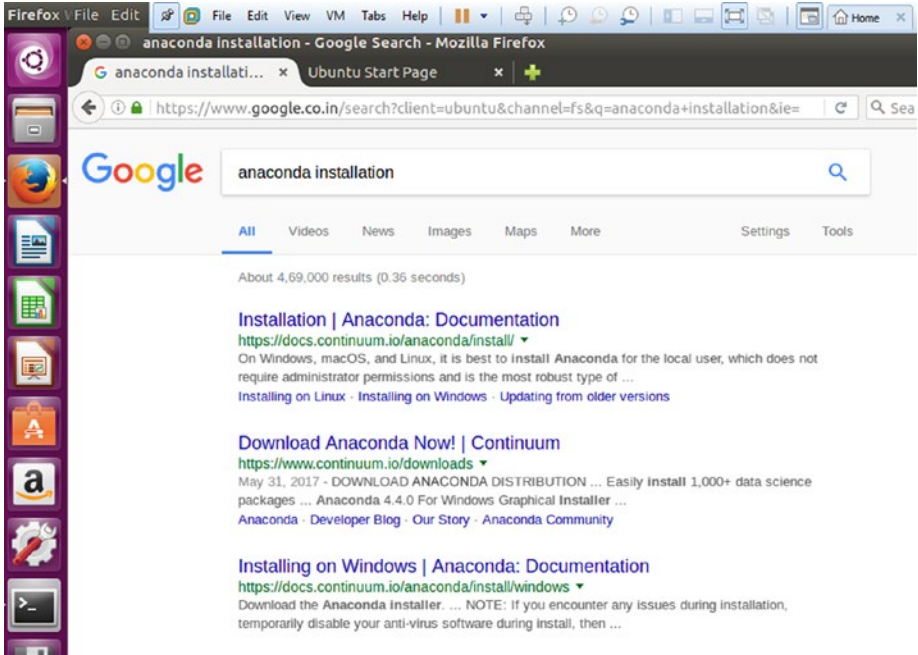 Firefox File Edit File Edit View VM Tabs Help Home
anaconda installation - Google Search - Mozilla Firefox
G anaconda installati... × Ubuntu Start Page ×
https://www.google.co.in/search?client=ubuntu&channel=fs&q=anaconda+installation&ie= Sea
Google anaconda installation
All Videos News Images Maps More Settings Tools
About 4,69,000 results (0.36 seconds)
Installation | Anaconda: Documentation
https://docs.continuum.io/anaconda/install/
On Windows, macOS, and Linux, it is best to install Anaconda for the local user, which does not
require administrator permissions and is the most robust type of ...
Installing on Linux · Installing on Windows · Updating from older versions
Download Anaconda Now! | Continuum
https://www.continuum.io/downloads
May 31, 2017 - DOWNLOAD ANACONDA DISTRIBUTION ... Easily install 1,000+ data science
packages ... Anaconda 4.4.0 For Windows Graphical Installer ...
Anaconda · Developer Blog · Our Story · Anaconda Community
Installing on Windows | Anaconda: Documentation
https://docs.continuum.io/anaconda/install/windows
Download the Anaconda installer. ... NOTE: If you encounter any issues during installation,
temporarily disable your anti-virus software during install, then ...